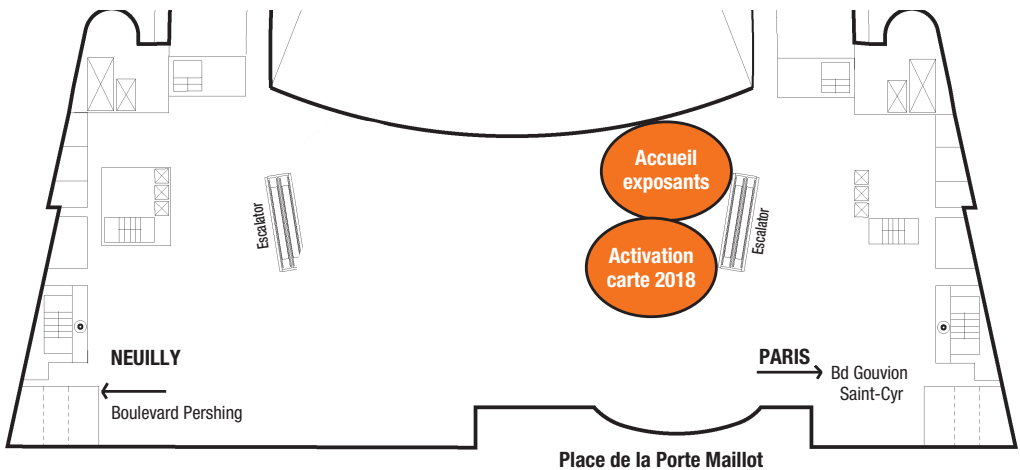 Accueil
exposants
Escalator
Escalator
Activation
carte 2018
NEUILLY
Boulevard Pershing
PARIS
Bd Gouvion
Saint-Cyr
Place de la Porte Maillot